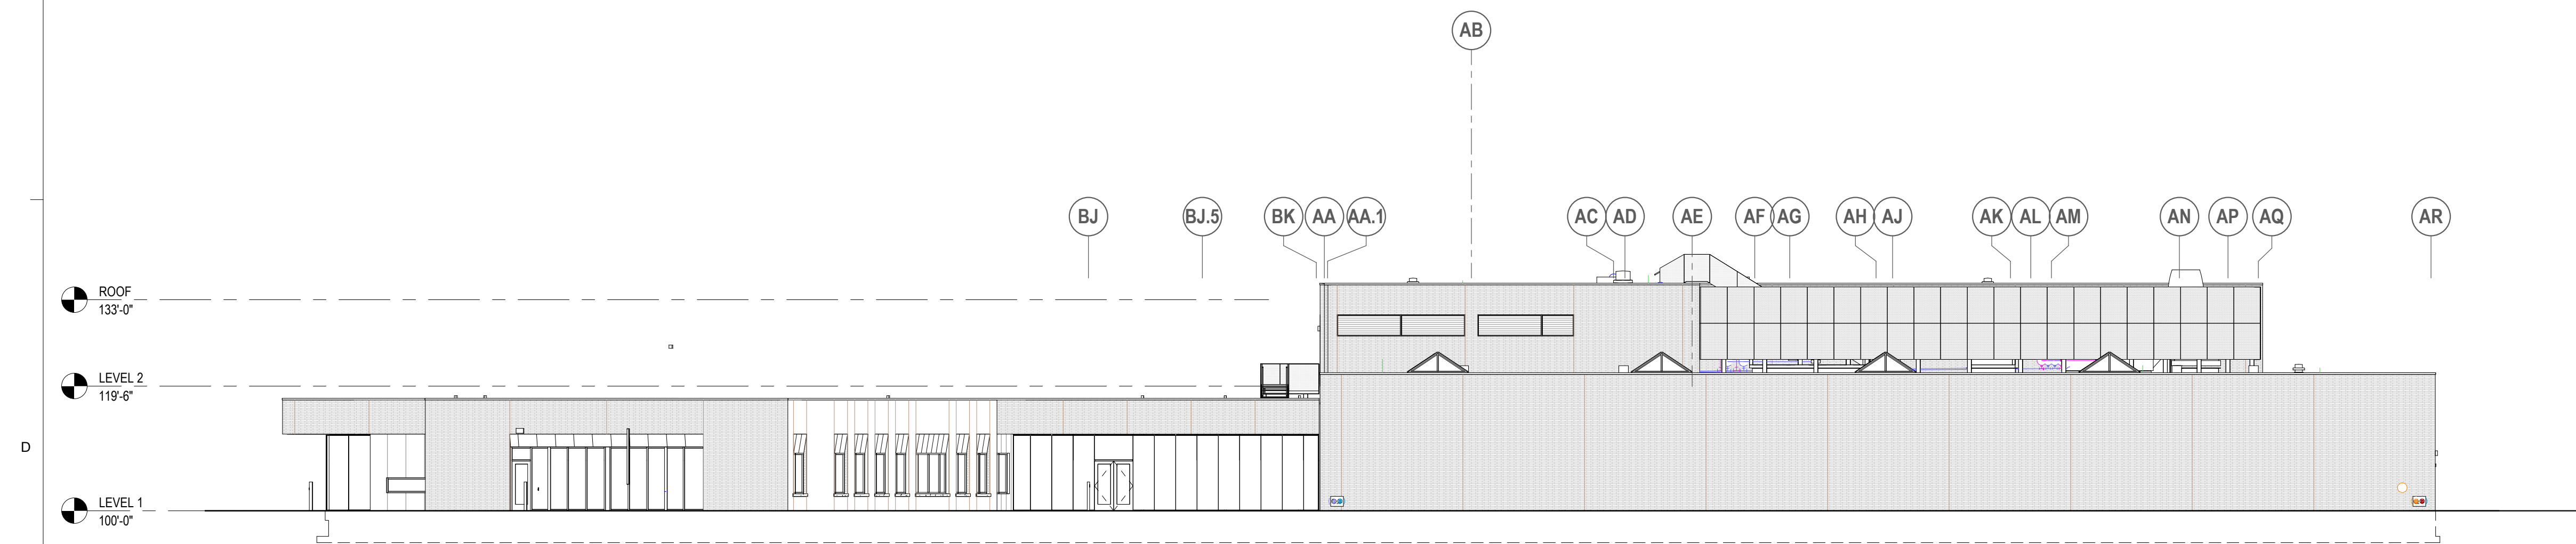 AB
BJ
BJ.5
BK
AA
AA.1
AC
AD
AE
AF
AG
AH
AJ
AK
AL
AM
AN
AP
AQ
AR
ROOF
133'-0"
LEVEL 2
119'-6"
D
LEVEL 1
100'-0"